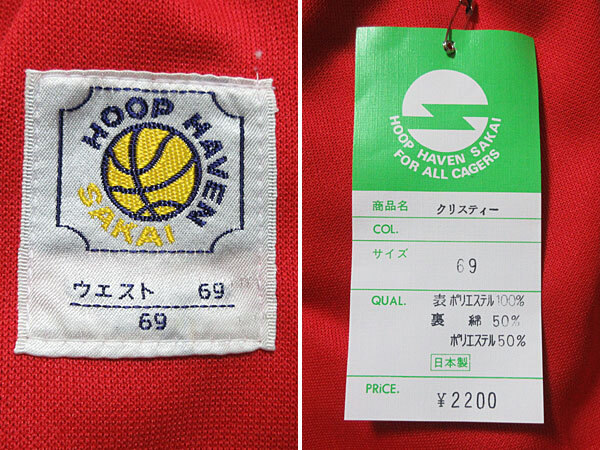 HOOP HAVEN
SAKAI
ウエスト 69
69
HOOP HAVEN SAKAI
FOR ALL CAGERS
商品名 クリスティー
COL.
サイズ 69
QUAL. 表 ポリエステル100%
裏 綿 50%
ポリエステル50%
日本製
PRiCE. ¥2200